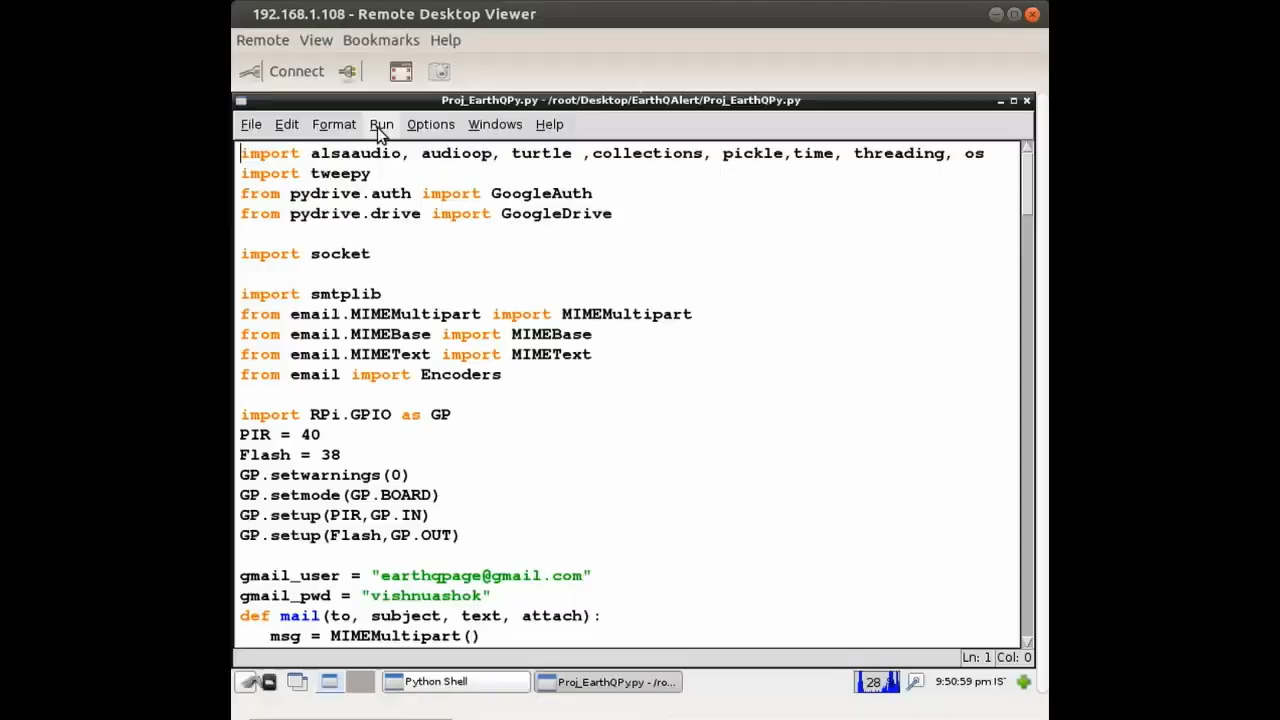 192.168.1.108 - Remote Desktop Viewer
Remote View Bookmarks Help
Connect
Proj_EarthQPy.py - /root/Desktop/EarthQAlert/Proj_EarthQPy.py
File Edit Format Run Options Windows Help
import alsaaudio, audioop, turtle ,collections, pickle,time, threading, os
import tweepy
from pydrive.auth import GoogleAuth
from pydrive.drive import GoogleDrive
import socket
import smtplib
from email.MIMEMultipart import MIMEMultipart
from email.MIMEBase import MIMEBase
from email.MIMEText import MIMEText
from email import Encoders
import RPi.GPIO as GP
PIR = 40
Flash = 38
GP.setwarnings(0)
GP.setmode(GP.BOARD)
GP.setup(PIR,GP.IN)
GP.setup(Flash,GP.OUT)
gmail_user = "earthqpage@gmail.com"
gmail_pwd = "vishnuashok"
def mail(to, subject, text, attach):
   msg = MIMEMultipart()
Ln: 1 Col: 0
Python Shell
Proj_EarthQPy.py - /ro...
28
9:50:59 pm IS